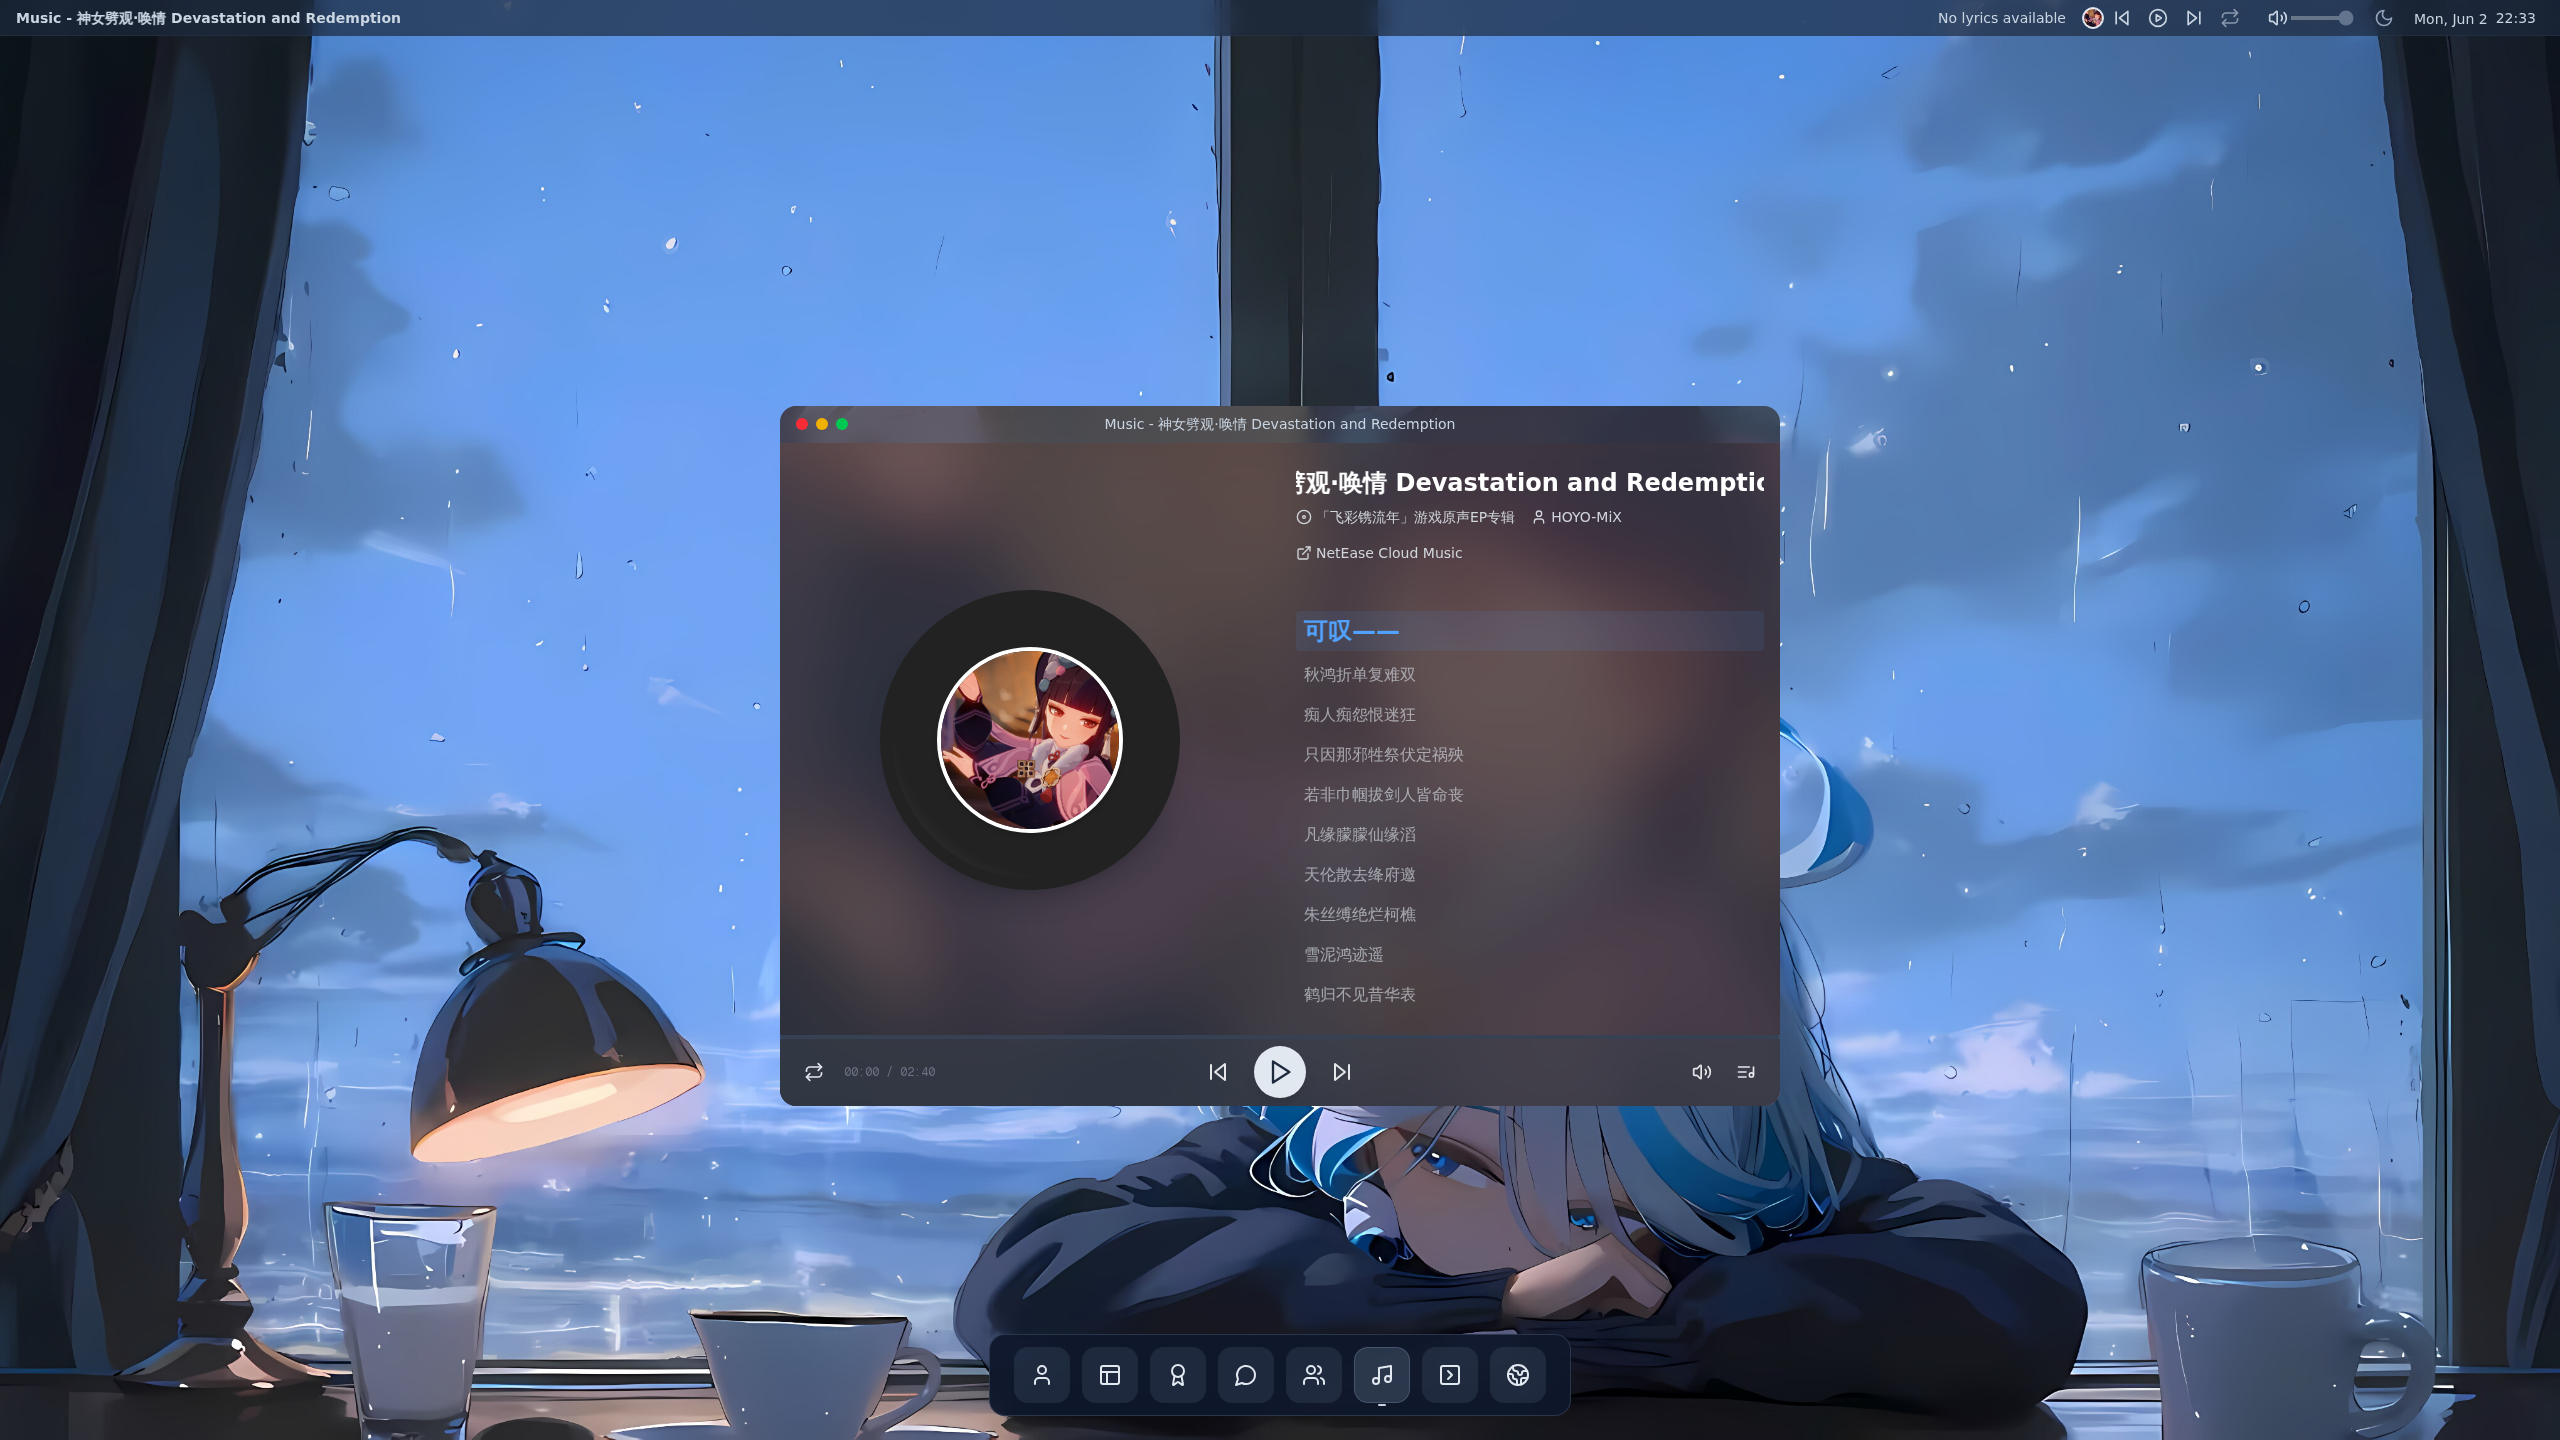 Music - 神女劈观·唤情 Devastation and Redemption
No lyrics available
Mon, Jun 2 22:33
Music - 神女劈观·唤情 Devastation and Redemption
劈观·唤情 Devastation and Redemptio
「飞彩镌流年」游戏原声EP专辑 HOYO-MiX
NetEase Cloud Music
可叹——
秋鸿折单复难双
痴人痴怨恨迷狂
只因那邪牲祭伏定祸殃
若非巾帼拔剑人皆命丧
凡缘朦朦仙缘滔
天伦散去绛府邀
朱丝缚绝烂柯樵
雪泥鸿迹遥
鹤归不见昔华表
00:00 / 02:40